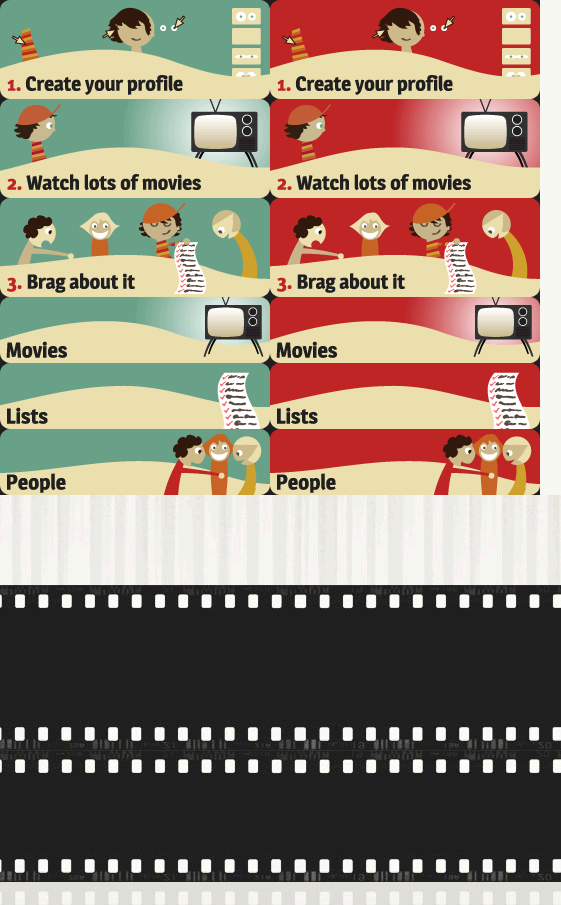 1. Create your profile
1. Create your profile
2. Watch lots of movies
2. Watch lots of movies
3. Brag about it
3. Brag about it
Movies
Movies
Lists
Lists
People
People